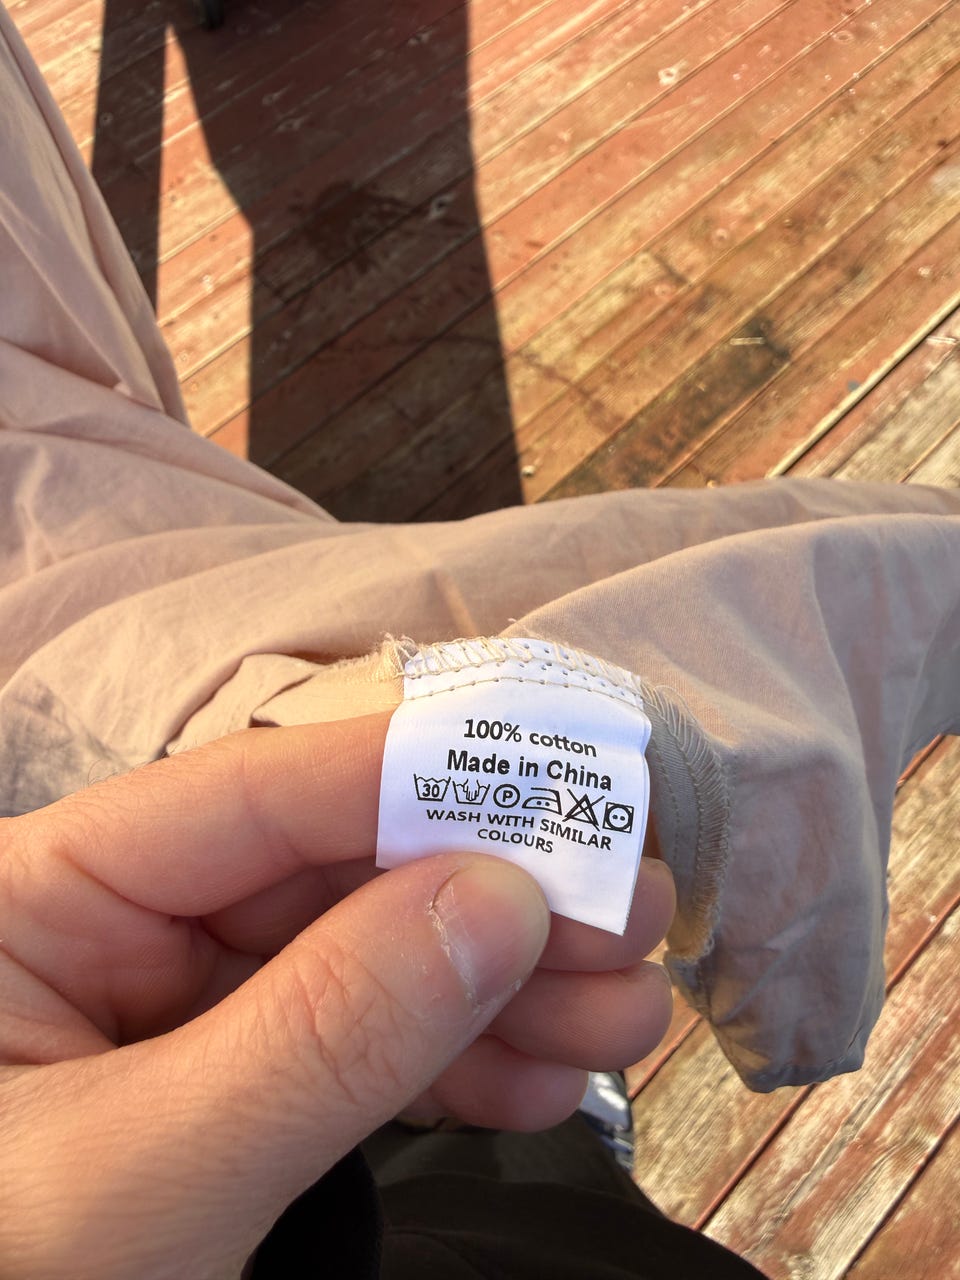 100% cotton
Made in China
30 P
WASH WITH SIMILAR
COLOURS